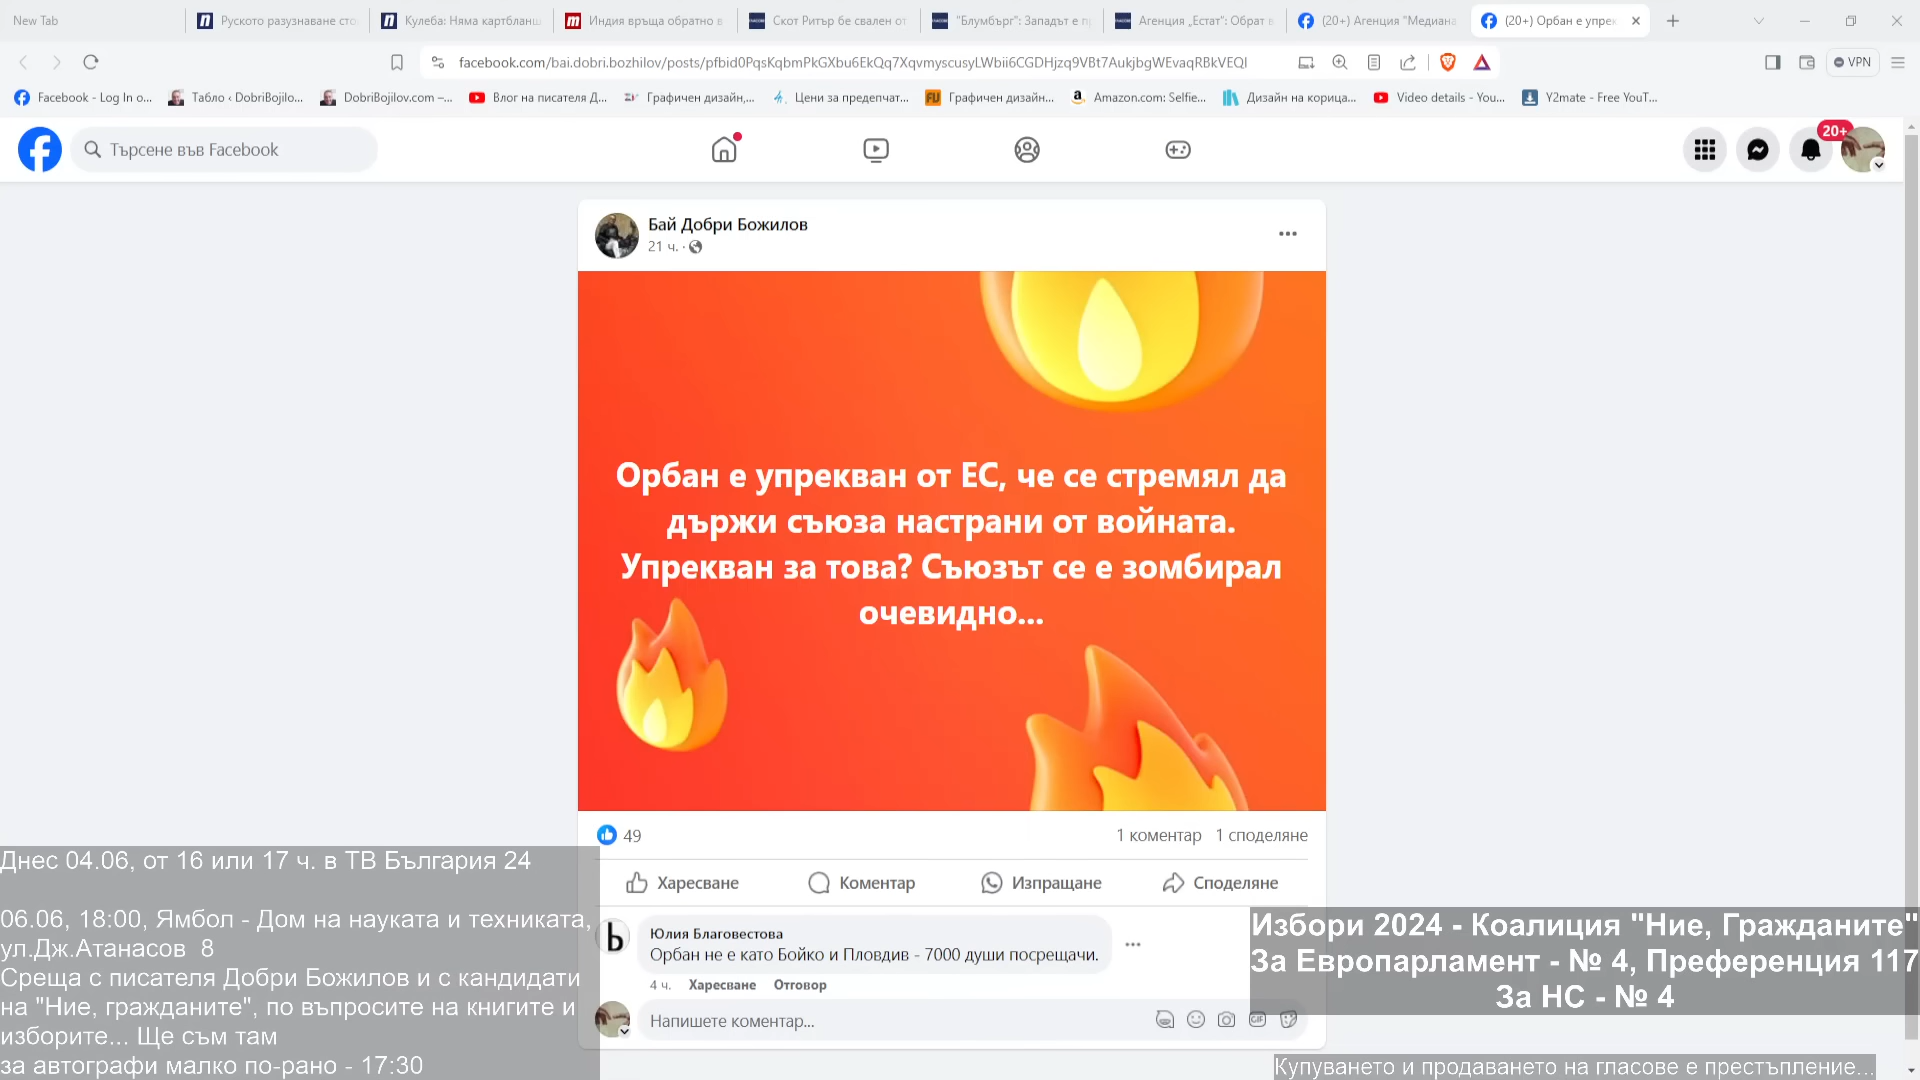 New Tab
Руското разузнаване сто
Кулеба: Няма картбланш
Индия връща обратно в
Скот Ритър бе свален от
"Блумбърг": Западът е п
Агенция „Естат": Обрат в
(20+) Агенция "Медиана
(20+) Орбан е упрек
facebook.com/bai.dobri.bozhilov/posts/pfbid0PqsKqbmPkGXbu6EkQq7XqvmyscusyLWbii6CGDHjzq9VBt7AukjbgWEvaqRBkVEQl
VPN
Facebook - Log In o...
Табло ‹ DobriBojilo...
DobriBojilov.com –...
Влог на писателя Д...
Графичен дизайн,...
Цени за предепчат...
Графичен дизайн...
Amazon.com: Selfie...
Дизайн на корица...
Video details - You...
Y2mate - Free YouT...
Търсене във Facebook
20+
Бай Добри Божилов
21 ч. ·
Орбан е упрекван от ЕС, че се стремял да
държи съюза настрани от войната.
Упрекван за това? Съюзът се е зомбирал
очевидно...
49
1 коментар 1 споделяне
Харесване
Коментар
Изпращане
Споделяне
Юлия Благовестова
Орбан не е като Бойко и Пловдив - 7000 души посрещачи.
4 ч. Харесване Отговор
Напишете коментар...
GIF
Днес 04.06, от 16 или 17 ч. в ТВ България 24
06.06, 18:00, Ямбол - Дом на науката и техниката,
ул.Дж.Атанасов 8
Среща с писателя Добри Божилов и с кандидати
на "Ние, гражданите", по въпросите на книгите и
изборите... Ще съм там
за автографи малко по-рано - 17:30
Избори 2024 - Коалиция "Ние, Гражданите"
За Европарламент - № 4, Преференция 117
За НС - № 4
Купуването и продаването на гласове е престъпление...